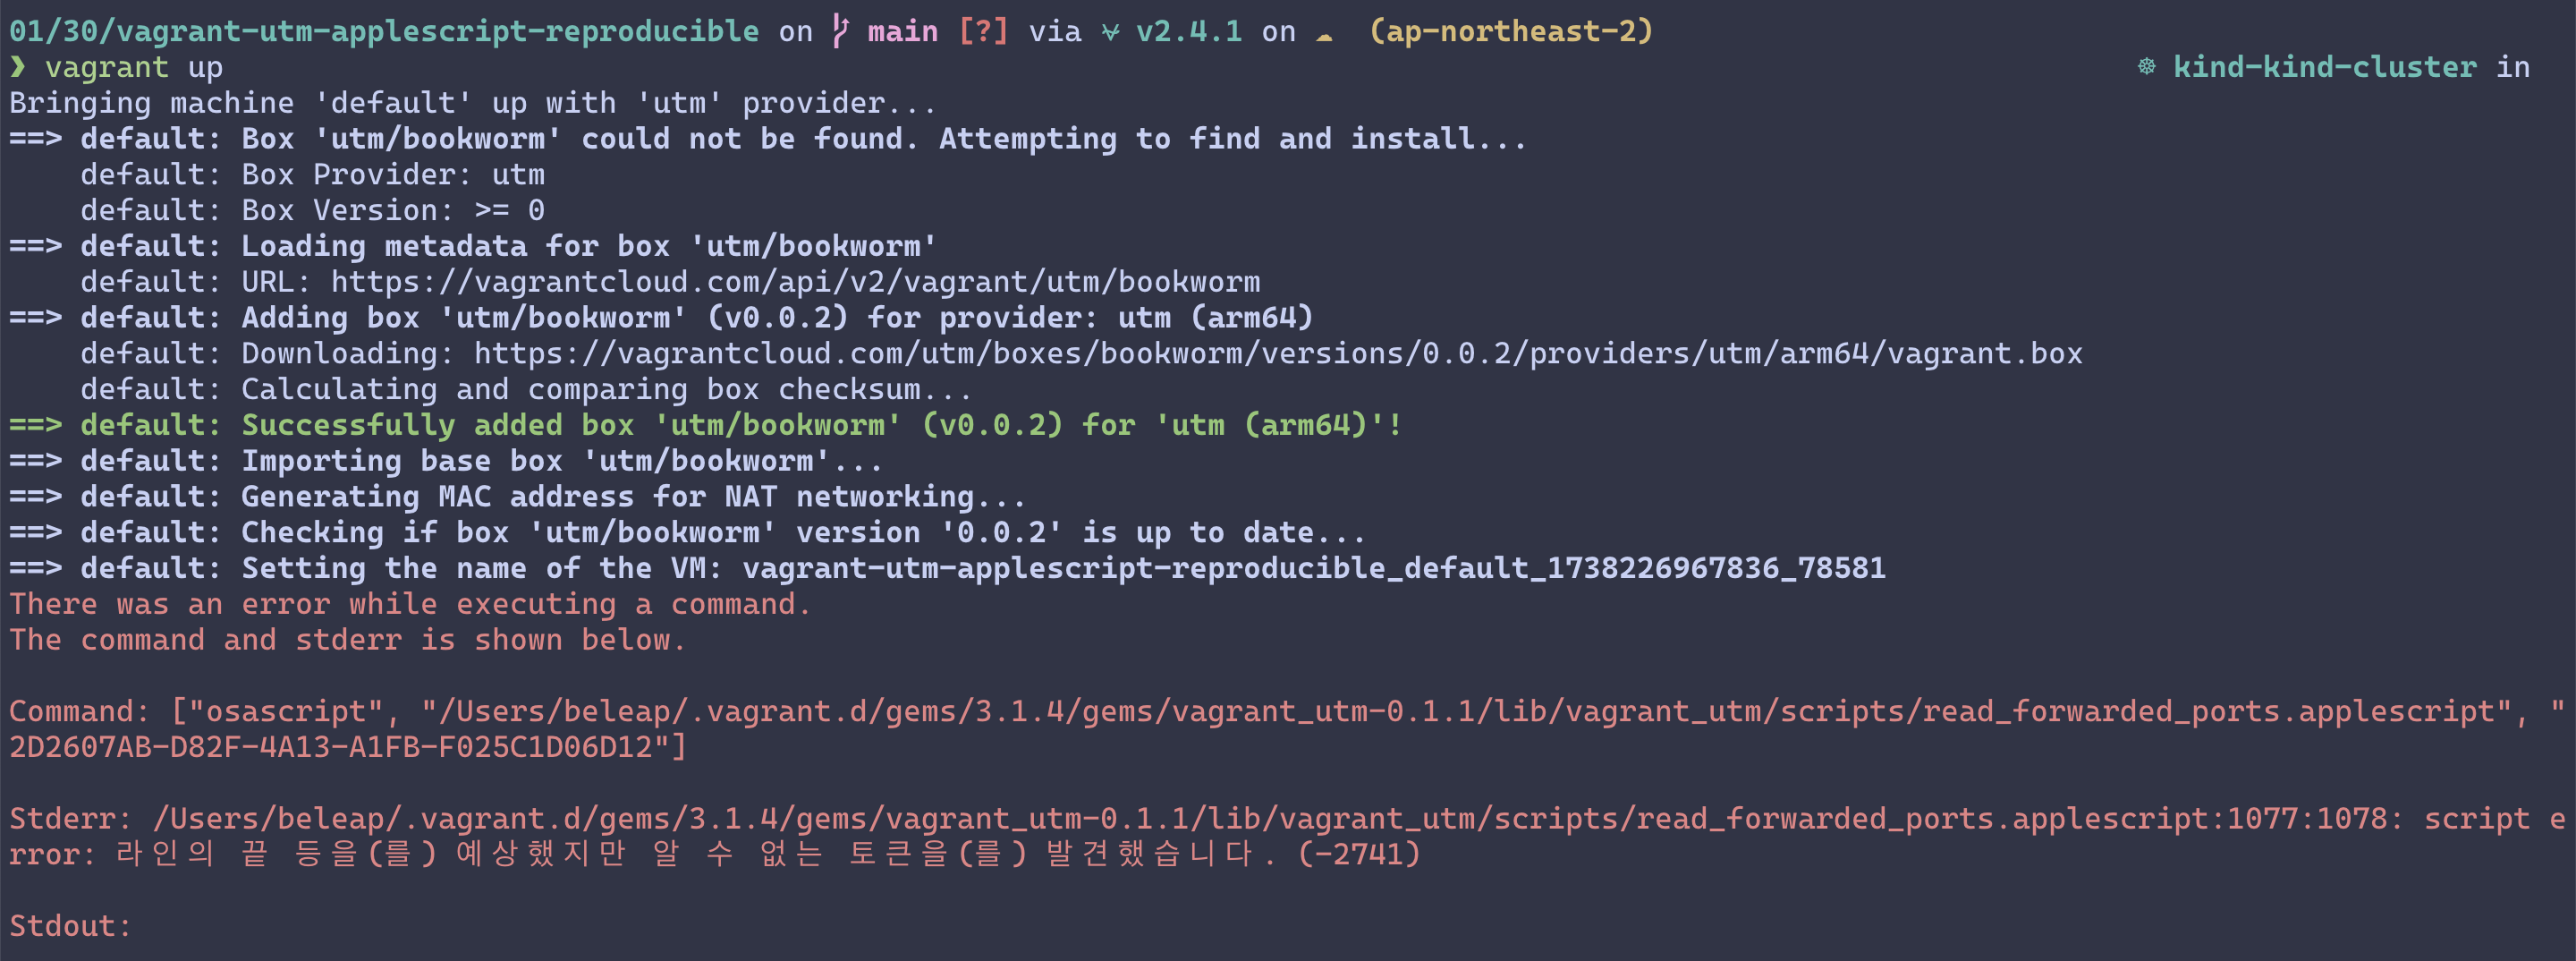 01/30/vagrant-utm-applescript-reproducible on main [?] via v2.4.1 on ☁ (ap-northeast-2)
❯ vagrant up ☸ kind-kind-cluster in
Bringing machine 'default' up with 'utm' provider...
==> default: Box 'utm/bookworm' could not be found. Attempting to find and install...
default: Box Provider: utm
default: Box Version: >= 0
==> default: Loading metadata for box 'utm/bookworm'
default: URL: https://vagrantcloud.com/api/v2/vagrant/utm/bookworm
==> default: Adding box 'utm/bookworm' (v0.0.2) for provider: utm (arm64)
default: Downloading: https://vagrantcloud.com/utm/boxes/bookworm/versions/0.0.2/providers/utm/arm64/vagrant.box
default: Calculating and comparing box checksum...
==> default: Successfully added box 'utm/bookworm' (v0.0.2) for 'utm (arm64)'!
==> default: Importing base box 'utm/bookworm'...
==> default: Generating MAC address for NAT networking...
==> default: Checking if box 'utm/bookworm' version '0.0.2' is up to date...
==> default: Setting the name of the VM: vagrant-utm-applescript-reproducible_default_1738226967836_78581
There was an error while executing a command.
The command and stderr is shown below.
Command: ["osascript", "/Users/beleap/.vagrant.d/gems/3.1.4/gems/vagrant_utm-0.1.1/lib/vagrant_utm/scripts/read_forwarded_ports.applescript", "
2D2607AB-D82F-4A13-A1FB-F025C1D06D12"]
Stderr: /Users/beleap/.vagrant.d/gems/3.1.4/gems/vagrant_utm-0.1.1/lib/vagrant_utm/scripts/read_forwarded_ports.applescript:1077:1078: script e
rror: 라인의 끝 등을(를) 예상했지만 알 수 없는 토큰을(를) 발견했습니다. (-2741)
Stdout: